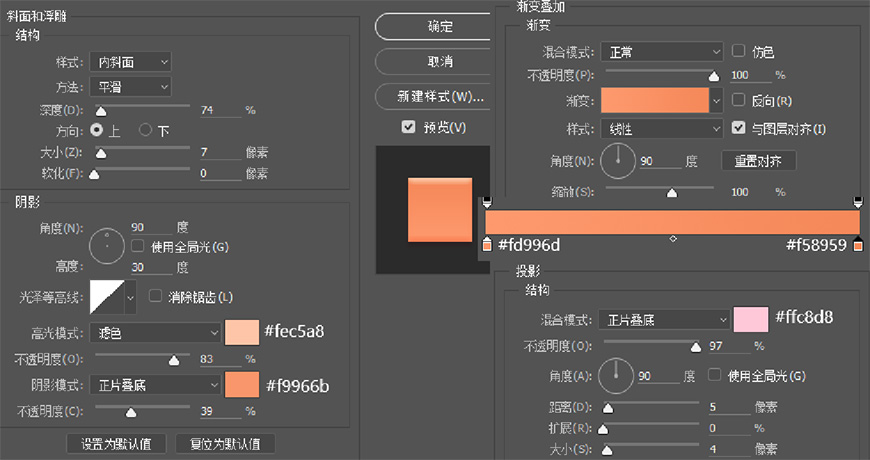 斜面和浮雕
结构
样式: 内斜面
方法: 平滑
深度(D): 74 %
方向: 上 下
大小(Z): 7 像素
软化(F): 0 像素
阴影
角度(N): 90 度
使用全局光(G)
高度: 30 度
光泽等高线: 消除锯齿(L)
高光模式: 滤色 #fec5a8
不透明度(O): 83 %
阴影模式: 正片叠底 #f9966b
不透明度(C): 39 %
设置为默认值 复位为默认值
确定
取消
新建样式(W)...
预览(V)
渐变叠加
渐变
混合模式: 正常 仿色
不透明度(P): 100 %
渐变: 反向(R)
样式: 线性 与图层对齐(I)
角度(N): 90 度 重置对齐
缩放(S): 100 %
#fd996d #f58959
投影
结构
混合模式: 正片叠底 #ffc8d8
不透明度(O): 97 %
角度(A): 90 度 使用全局光(G)
距离(D): 5 像素
扩展(R): 0 %
大小(S): 4 像素